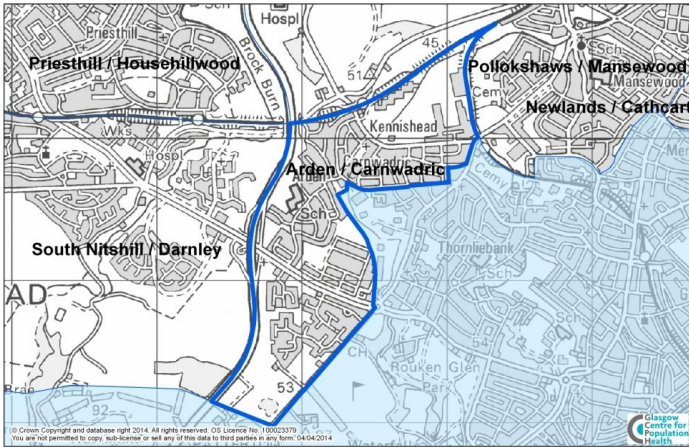 Sch
Hospl
Priesthill
45
Sch
Priesthill / Househillwood
51
Pollokshaws / Mansewood
Brock Burn
Cemy
Mansewood
Newlands / Cathcart
Wks
Kennishead
Hospl
Arden / Carnwadric
Carnwadric
Arden
Cemy
Sch
South Nitshill / Darnley
Thornliebank
Sch
AD
54
Sch
CH
Rouken Glen
Park
53
92
© Crown Copyright and database right 2014. All rights reserved. OS Licence No. 100023379
You are not permitted to copy, sub-license or sell any of this data to third parties in any form. 04/04/2014
Glasgow
Centre for
Population
Health